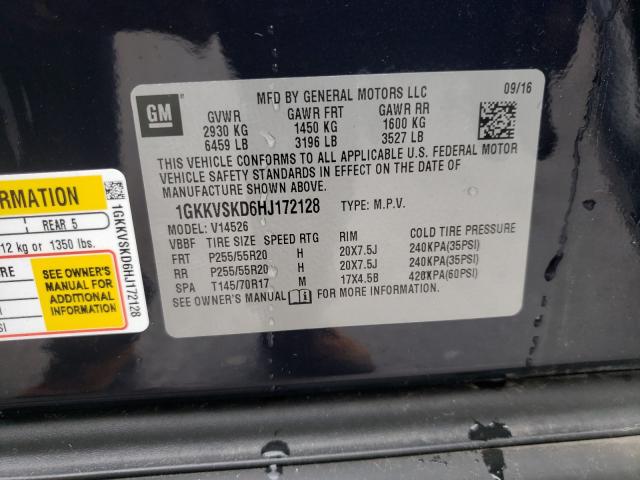 MFD BY GENERAL MOTORS LLC 09/16
GM
GVWR GAWR FRT GAWR RR
2930 KG 1450 KG 1600 KG
6459 LB 3196 LB 3527 LB
THIS VEHICLE CONFORMS TO ALL APPLICABLE U.S. FEDERAL MOTOR
VEHICLE SAFETY STANDARDS IN EFFECT ON THE DATE OF
MANUFACTURE SHOWN ABOVE.
1GKKVSKD6HJ172128 TYPE: M.P.V.
MODEL: V14526
VBBF TIRE SIZE SPEED RTG RIM COLD TIRE PRESSURE
FRT P255/55R20 H 20X7.5J 240KPA(35PSI)
RR P255/55R20 H 20X7.5J 240KPA(35PSI)
SPA T145/70R17 M 17X4.5B 420KPA(60PSI)
SEE OWNER'S MANUAL FOR MORE INFORMATION.
ORMATION
REAR 5
12 kg or 1350 lbs.
RE
SEE OWNER'S
MANUAL FOR
ADDITIONAL
INFORMATION
SI
1GKKVSKD6HJ172128